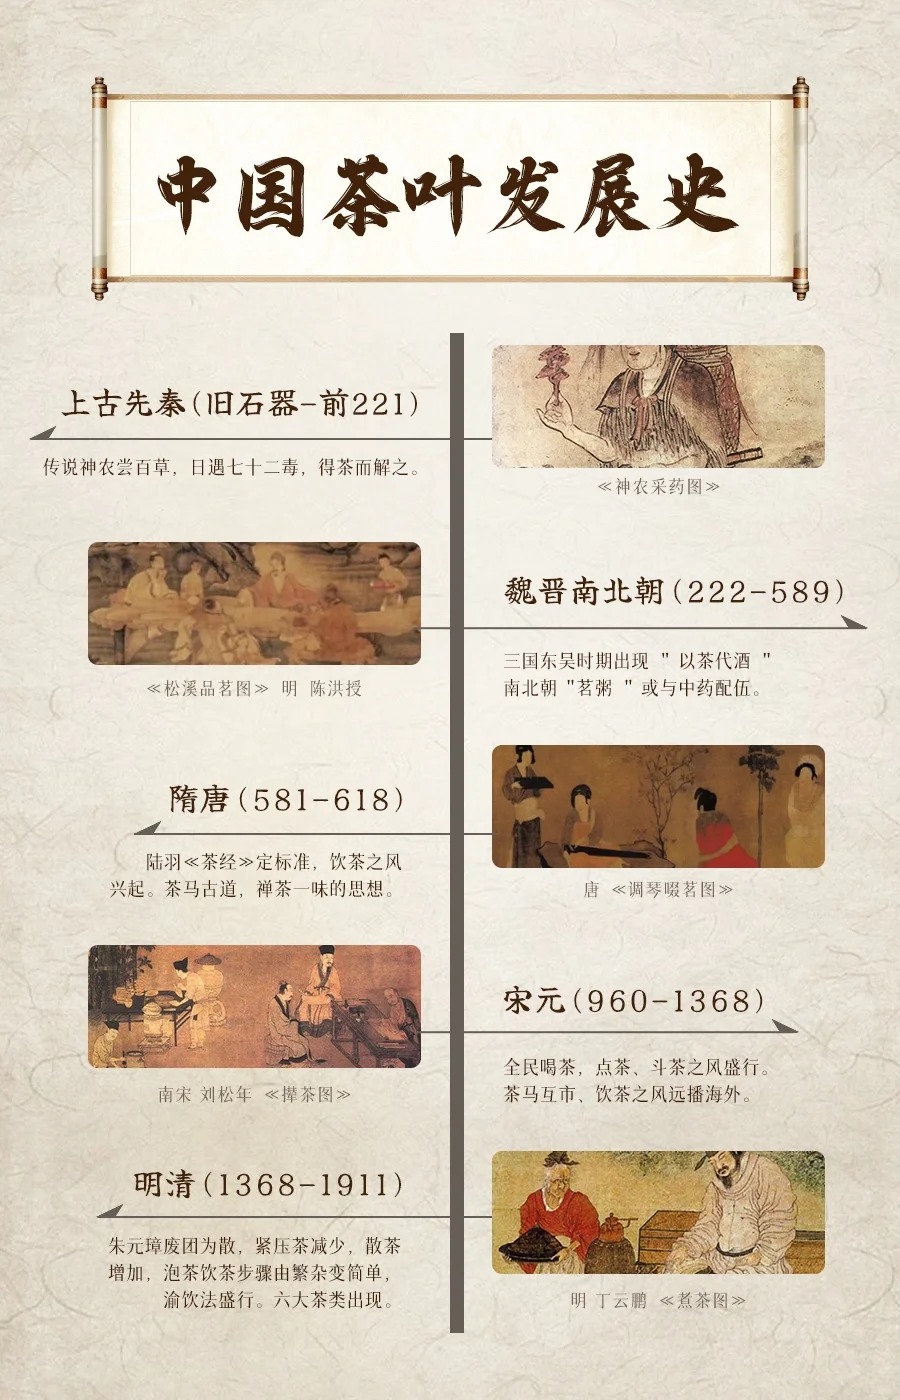 中国茶叶发展史
上古先秦(旧石器-前221)
传说神农尝百草，日遇七十二毒，得茶而解之。
≪神农采药图≫
≪松溪品茗图≫ 明 陈洪授
魏晋南北朝(222-589)
三国东吴时期出现 " 以茶代酒 "
南北朝 "茗粥 " 或与中药配伍。
隋唐(581-618)
陆羽≪茶经≫定标准，饮茶之风
兴起。茶马古道，禅茶一味的思想。
唐 ≪调琴啜茗图≫
南宋 刘松年 ≪撵茶图≫
宋元(960-1368)
全民喝茶，点茶、斗茶之风盛行。
茶马互市、饮茶之风远播海外。
明清(1368-1911)
朱元璋废团为散，紧压茶减少，散茶
增加，泡茶饮茶步骤由繁杂变简单，
渝饮法盛行。六大茶类出现。
明 丁云鹏 ≪煮茶图≫